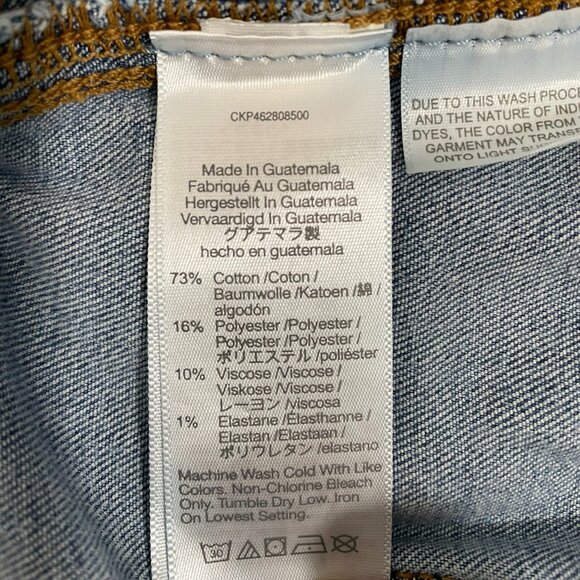 CKP462808500
Made In Guatemala
Fabriqué Au Guatemala
Hergestellt In Guatemala
Vervaardigd In Guatemala
グアテマラ製
hecho en guatemala
73% Cotton /Coton /
Baumwolle /Katoen /綿 /
algodón
16% Polyester /Polyester /
Polyester /Polyester /
ポリエステル /poliéster
10% Viscose /Viscose /
Viskose /Viscose /
レーヨン /viscosa
1% Elastane /Élasthanne /
Elastan /Elastaan /
ポリウレタン /elastano
Machine Wash Cold With Like
Colors. Non-Chlorine Bleach
Only. Tumble Dry Low. Iron
On Lowest Setting.
30
DUE TO THIS WASH PROCE
AND THE NATURE OF IND
DYES, THE COLOR FROM
GARMENT MAY TRANS
ONTO LIGHT